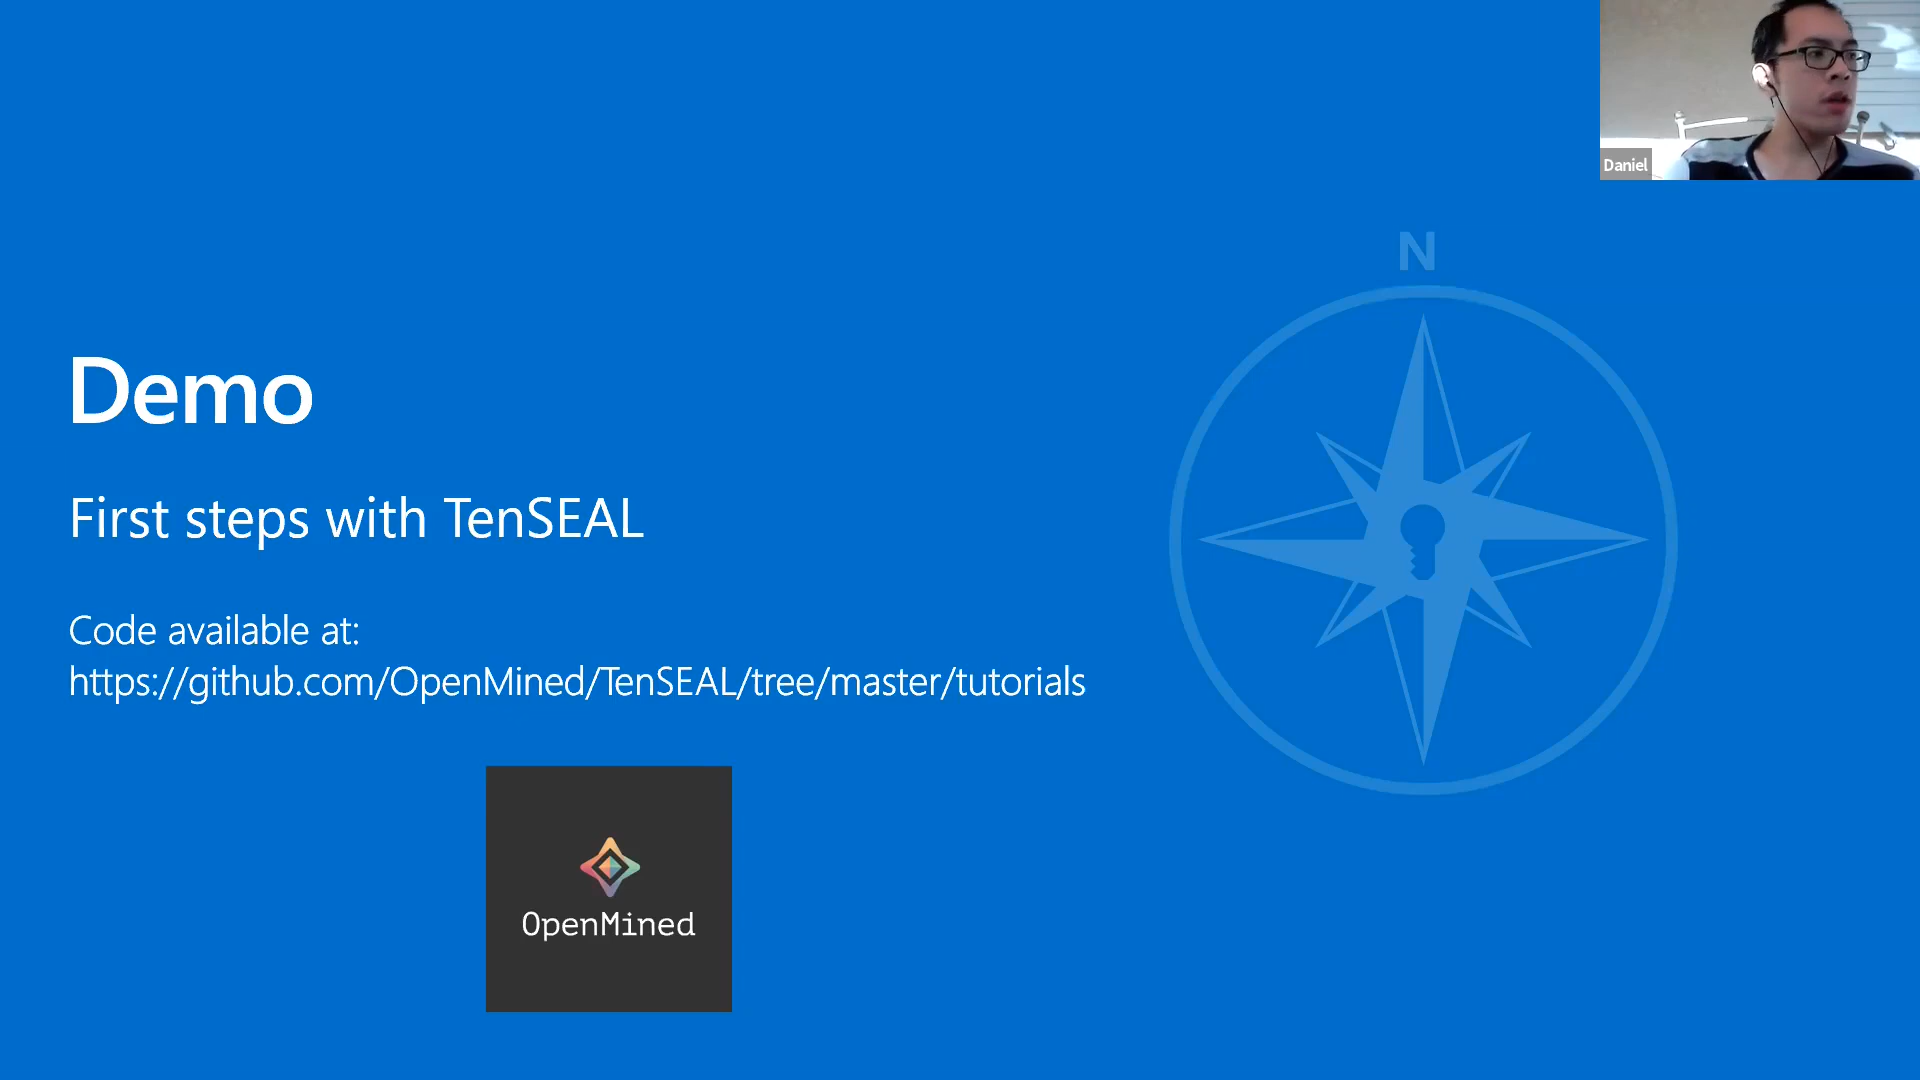 Daniel
N
Demo
First steps with TenSEAL
Code available at:
https://github.com/OpenMined/TenSEAL/tree/master/tutorials
OpenMined